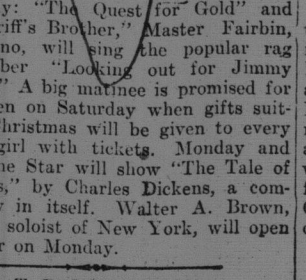 y: "The Quest for Gold" and
riff's Brother," Master Fairbin,
no, will sing the popular rag
ber "Looking out for Jimmy
" A big matinee is promised for
en on Saturday when gifts suit-
Christmas will be given to every
girl with tickets. Monday and
he Star will show "The Tale of
s," by Charles Dickens, a com-
y in itself. Walter A. Brown,
soloist of New York, will open
r on Monday.